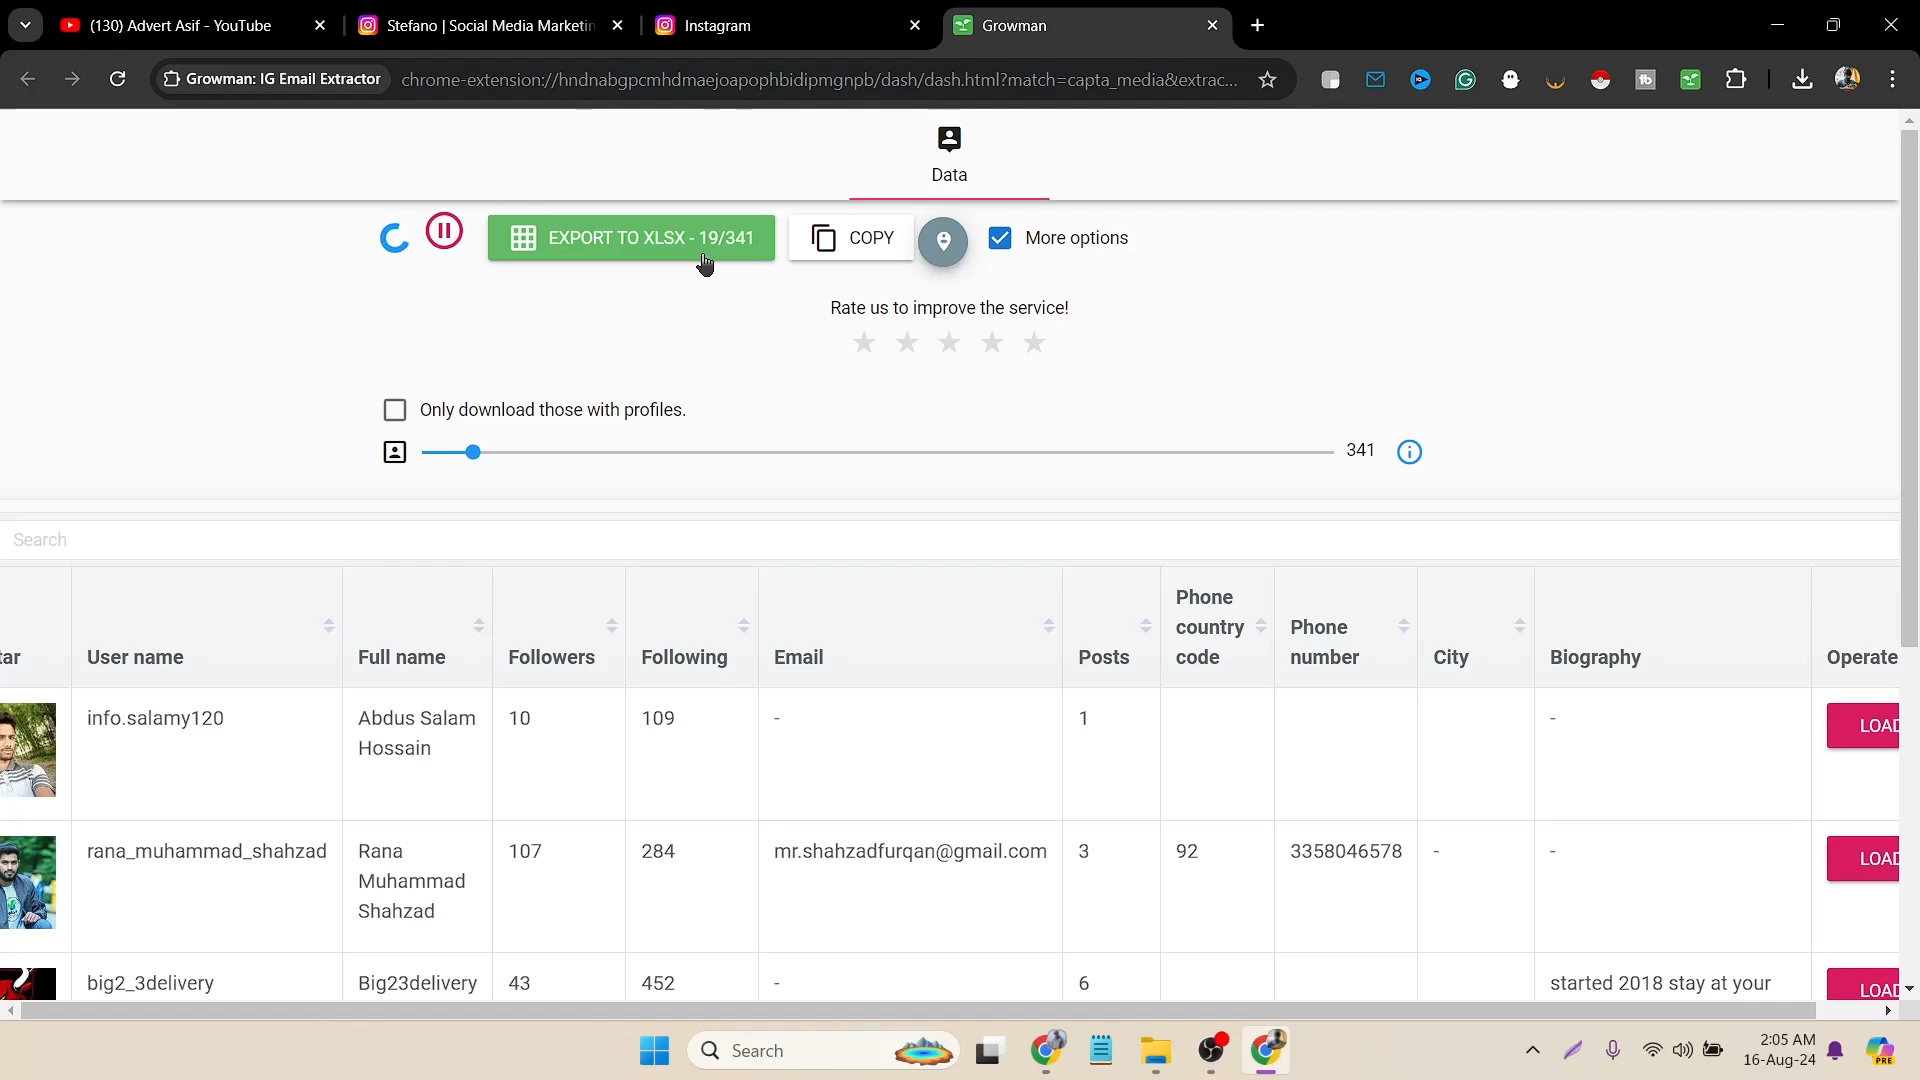 (130) Advert Asif - YouTube
Stefano | Social Media Marketin
Instagram
Growman
Growman: IG Email Extractor
chrome-extension://hndnabgpcmhdmaejoapophbidipmgnpb/dash/dash.html?match=capta_media&extrac...
Data
EXPORT TO XLSX - 19/341
COPY
More options
Rate us to improve the service!
Only download those with profiles.
341
Search
tar
User name
Full name
Followers
Following
Email
Posts
Phone
country
code
Phone
number
City
Biography
Operate
info.salamy120
Abdus Salam
Hossain
10
109
-
1
-
LOAD
rana_muhammad_shahzad
Rana
Muhammad
Shahzad
107
284
mr.shahzadfurqan@gmail.com
3
92
3358046578
-
-
LOAD
big2_3delivery
Big23delivery
43
452
-
6
started 2018 stay at your
LOAD
Search
2:05 AM
16-Aug-24
PRE